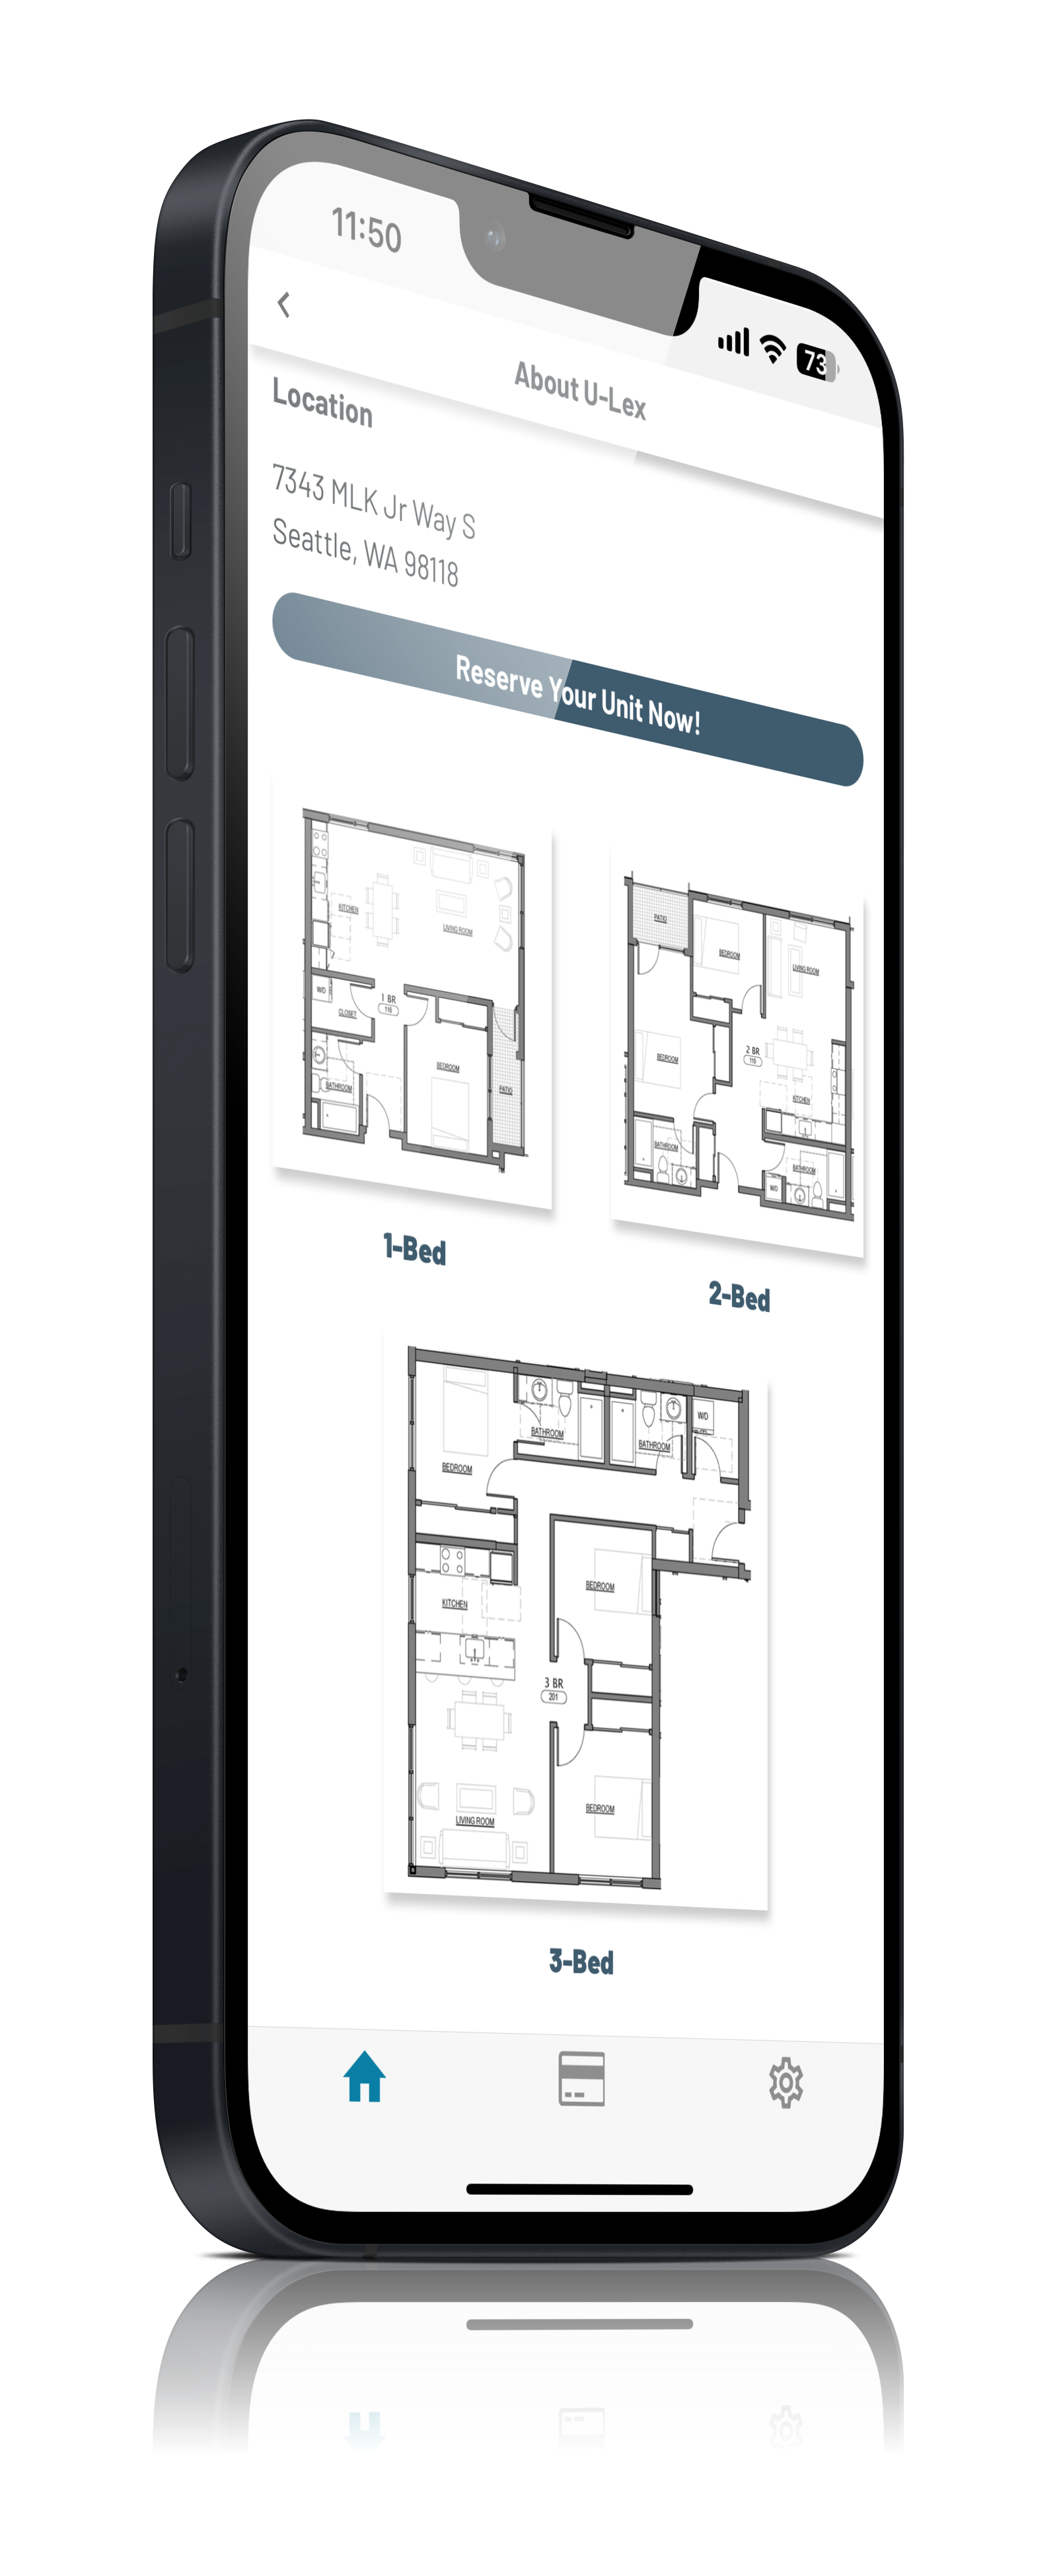 11:50
73
About U-Lex
Location
7343 MLK Jr Way S
Seattle, WA 98118
Reserve Your Unit Now!
KITCHEN
LIVING ROOM
W/D
CLOSET
1 BR
116
BEDROOM
BATHROOM
PATIO
1-Bed
PATIO
BEDROOM
LIVING ROOM
BEDROOM
2 BR
110
KITCHEN
BATHROOM
BATHROOM
W/D
2-Bed
BATHROOM
BATHROOM
W/D
BEDROOM
BEDROOM
KITCHEN
3 BR
201
BEDROOM
LIVING ROOM
3-Bed